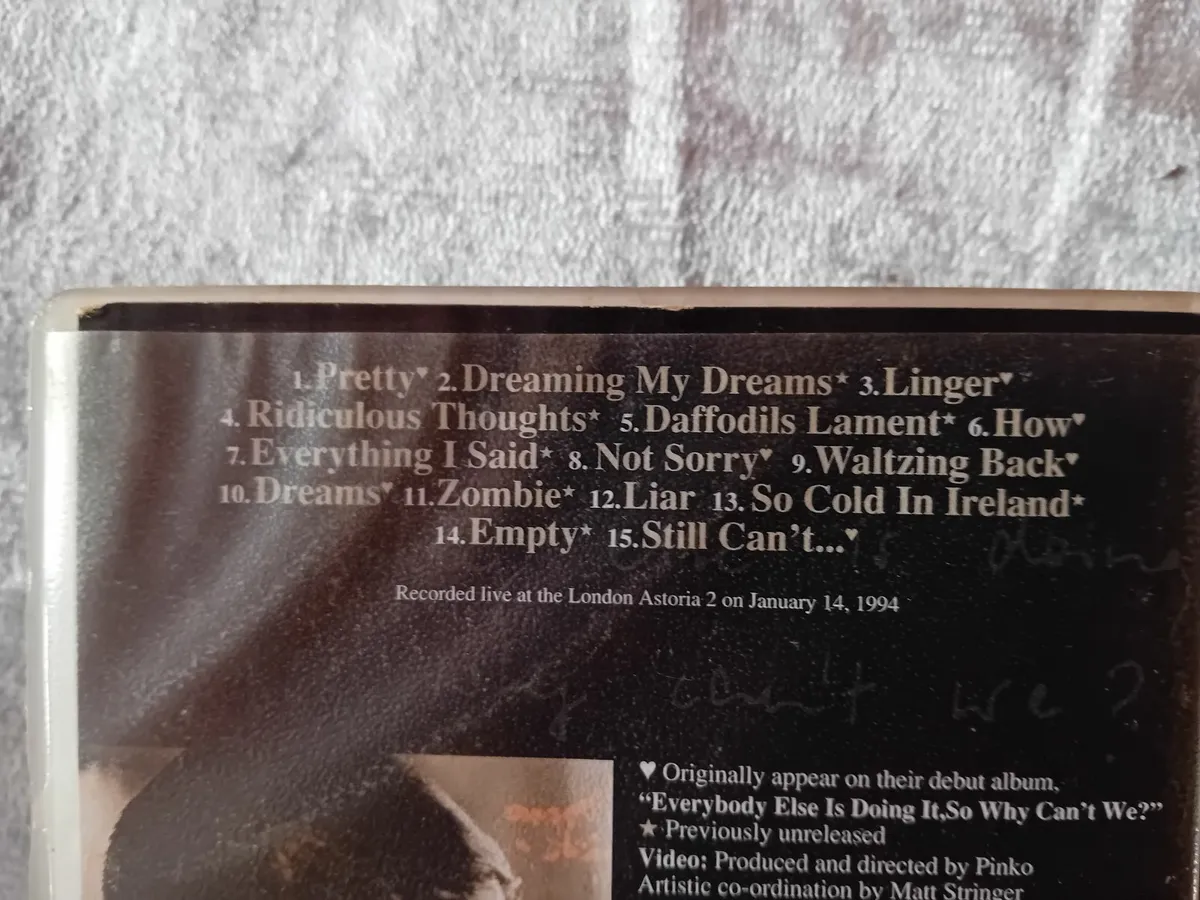 1.Pretty♥ 2.Dreaming My Dreams★ 3.Linger♥
4.Ridiculous Thoughts★ 5.Daffodils Lament★ 6.How♥
7.Everything I Said★ 8.Not Sorry♥ 9.Waltzing Back♥
10.Dreams♥ 11.Zombie★ 12.Liar 13.So Cold In Ireland★
14.Empty★ 15.Still Can't...♥
is doing
Recorded live at the London Astoria 2 on January 14, 1994
can't we?
♥ Originally appear on their debut album,
“Everybody Else Is Doing It,So Why Can't We?”
★ Previously unreleased
Video: Produced and directed by Pinko
Artistic co-ordination by Matt Stringer